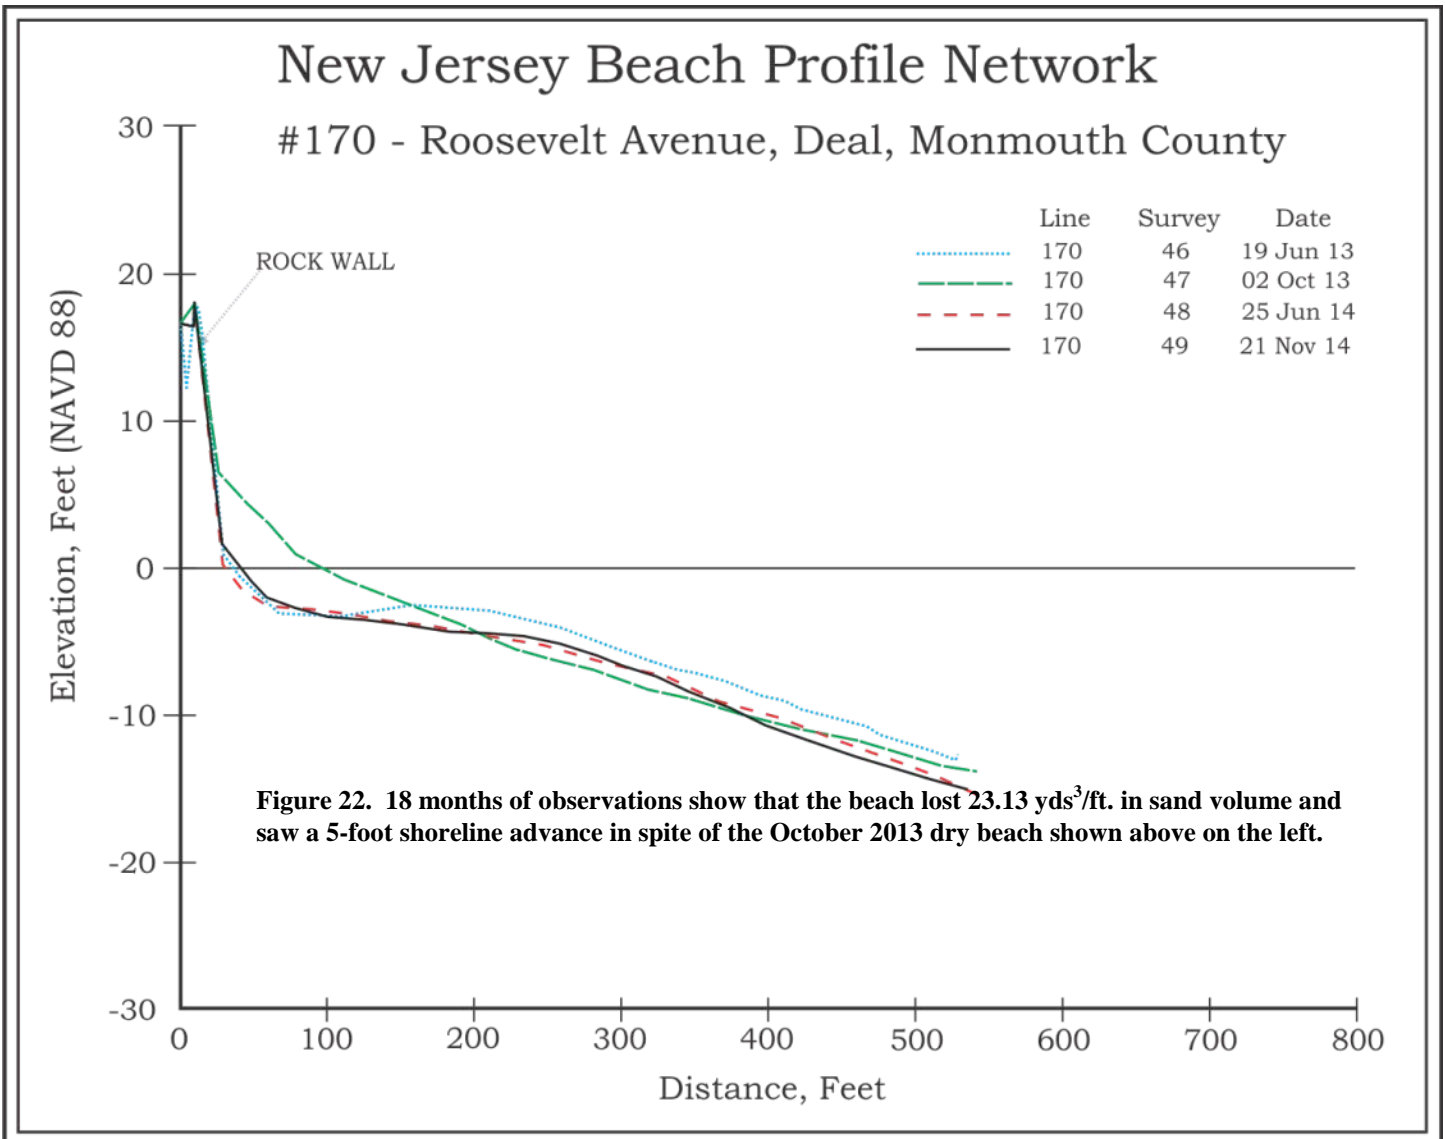 New Jersey Beach Profile Network
#170 - Roosevelt Avenue, Deal, Monmouth County
Line Survey Date
170 46 19 Jun 13
170 47 02 Oct 13
170 48 25 Jun 14
170 49 21 Nov 14
ROCK WALL
Elevation, Feet (NAVD 88)
30
20
10
0
-10
-20
-30
Figure 22. 18 months of observations show that the beach lost 23.13 yds³/ft. in sand volume and
saw a 5-foot shoreline advance in spite of the October 2013 dry beach shown above on the left.
0 100 200 300 400 500 600 700 800
Distance, Feet